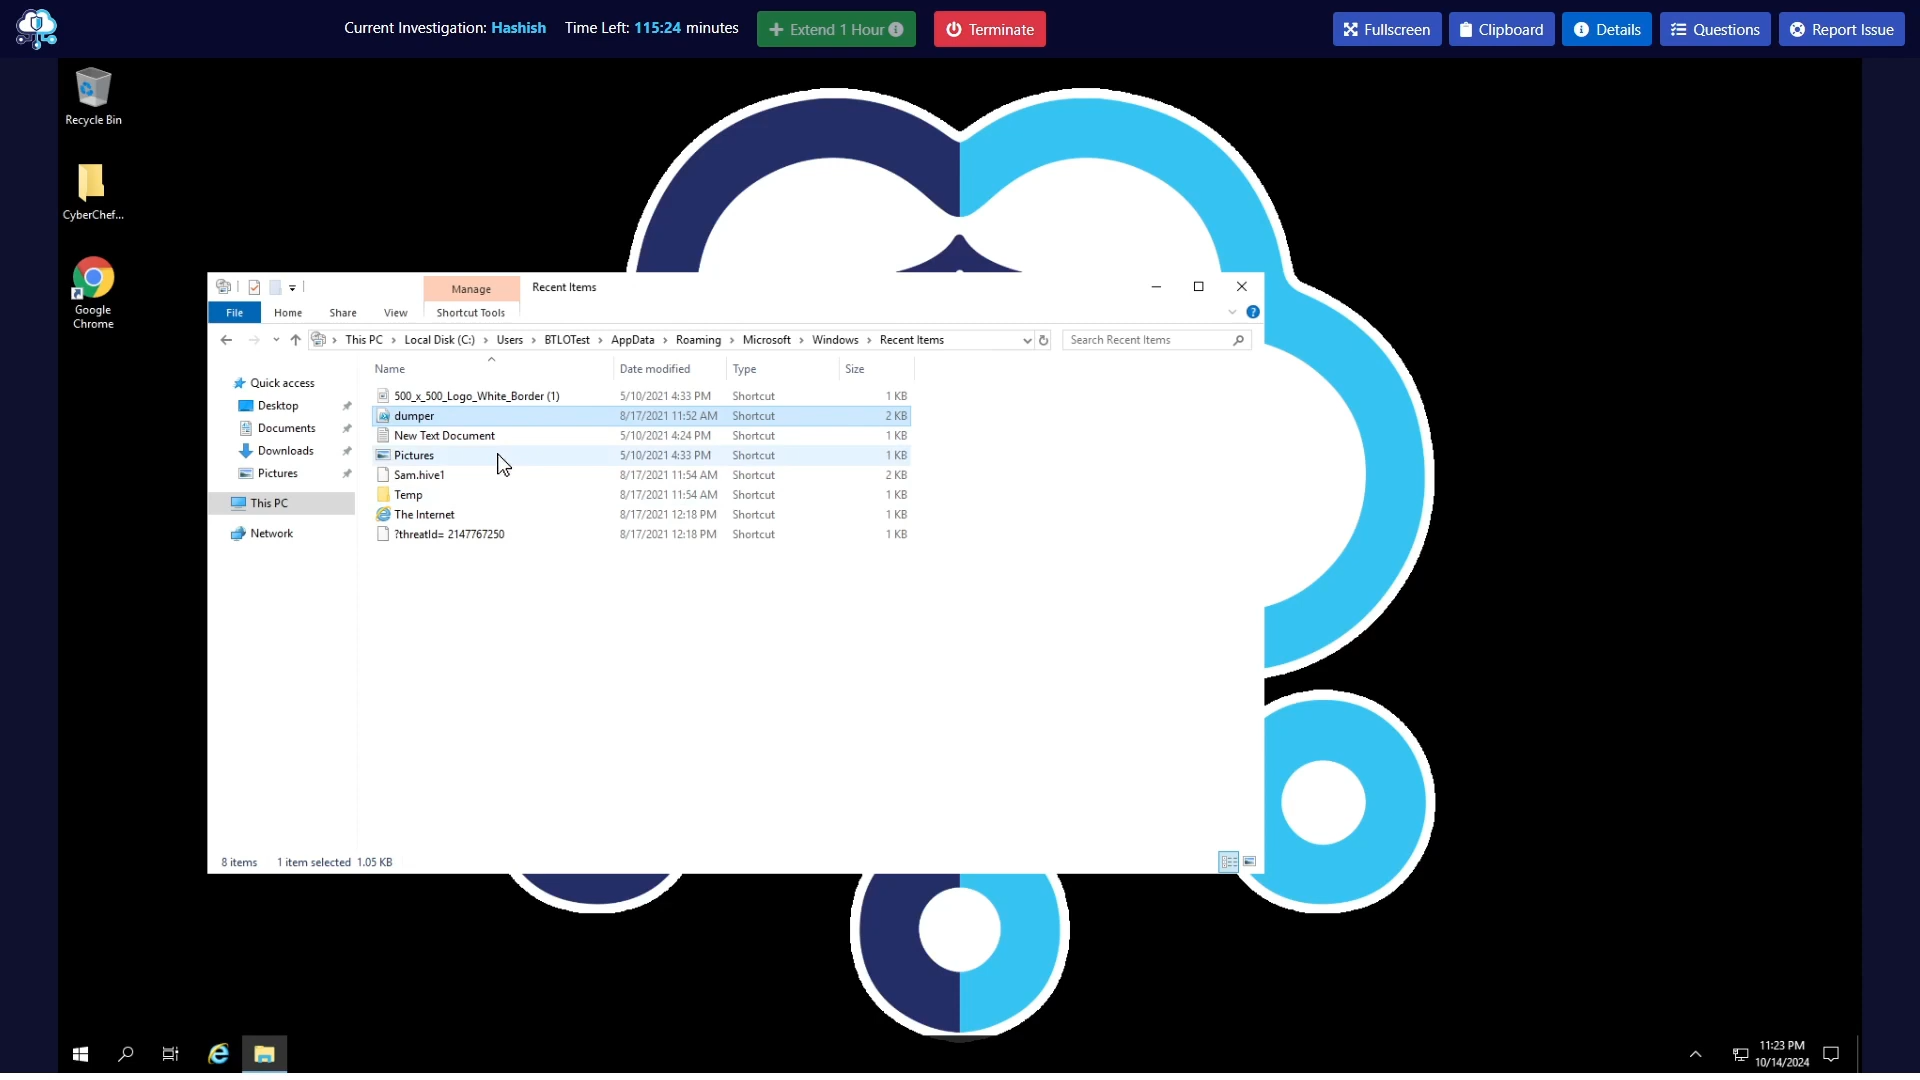 Current Investigation: Hashish Time Left: 115:24 minutes Extend 1 Hour Terminate Fullscreen Clipboard Details Questions Report Issue
Recycle Bin
CyberChef...
Google
Chrome
Manage Recent Items
File Home Share View Shortcut Tools
This PC > Local Disk (C:) > Users > BTLOTest > AppData > Roaming > Microsoft > Windows > Recent Items Search Recent Items
Name Date modified Type Size
Quick access
Desktop
Documents
Downloads
Pictures
This PC
Network
500_x_500_Logo_White_Border (1) 5/10/2021 4:33 PM Shortcut 1 KB
dumper 8/17/2021 11:52 AM Shortcut 2 KB
New Text Document 5/10/2021 4:24 PM Shortcut 1 KB
Pictures 5/10/2021 4:33 PM Shortcut 1 KB
Sam.hive1 8/17/2021 11:54 AM Shortcut 2 KB
Temp 8/17/2021 11:54 AM Shortcut 1 KB
The Internet 8/17/2021 12:18 PM Shortcut 1 KB
?threatId= 2147767250 8/17/2021 12:18 PM Shortcut 1 KB
8 items 1 item selected 1.05 KB
11:23 PM
10/14/2024